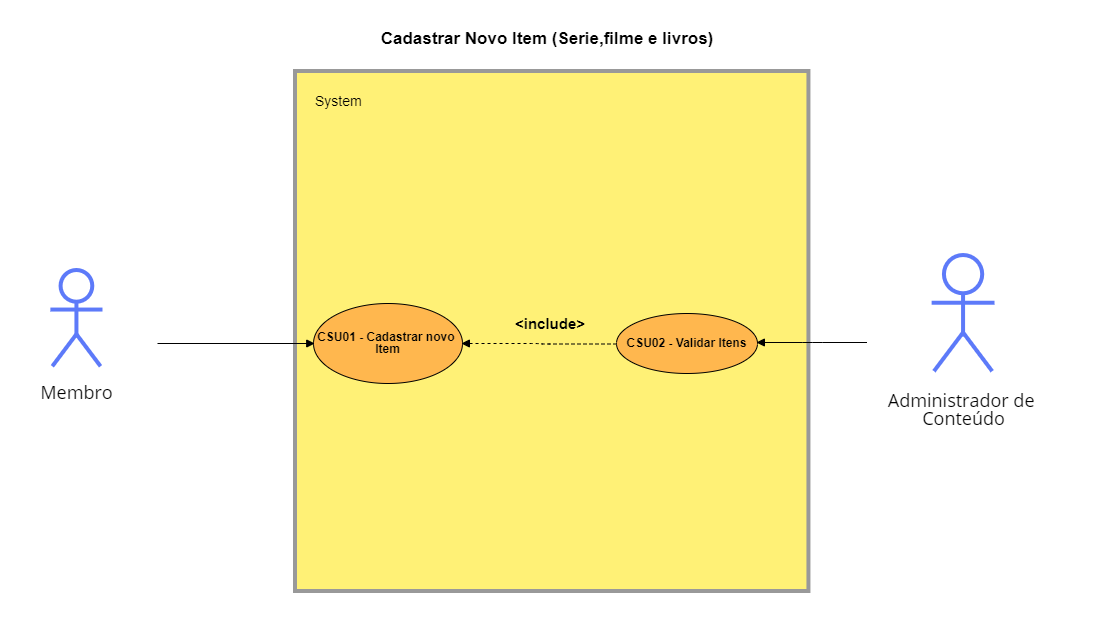 Cadastrar Novo Item (Serie,filme e livros)
System
<include>
CSU01 - Cadastrar novo
Item
CSU02 - Validar Itens
Membro
Administrador de
Conteúdo